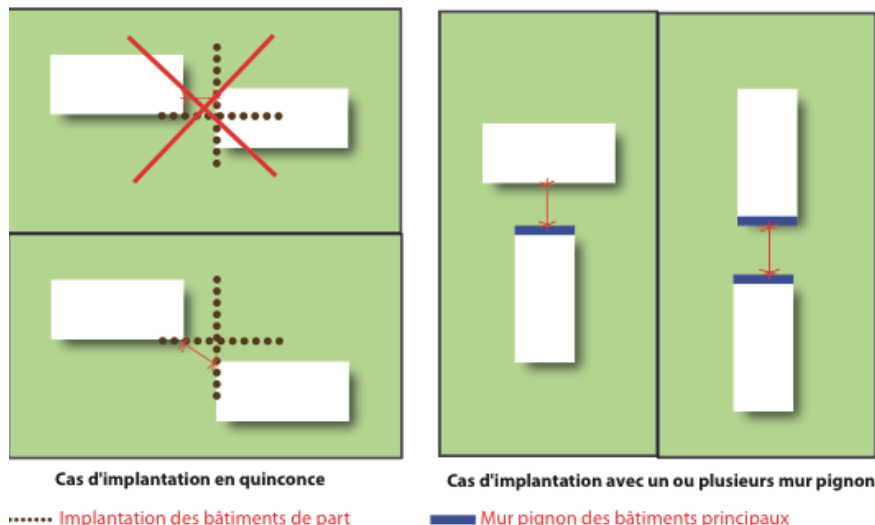 Cas d'implantation en quinconce
Cas d'implantation avec un ou plusieurs mur pignon
Implantation des bâtiments de part
Mur pignon des bâtiments principaux